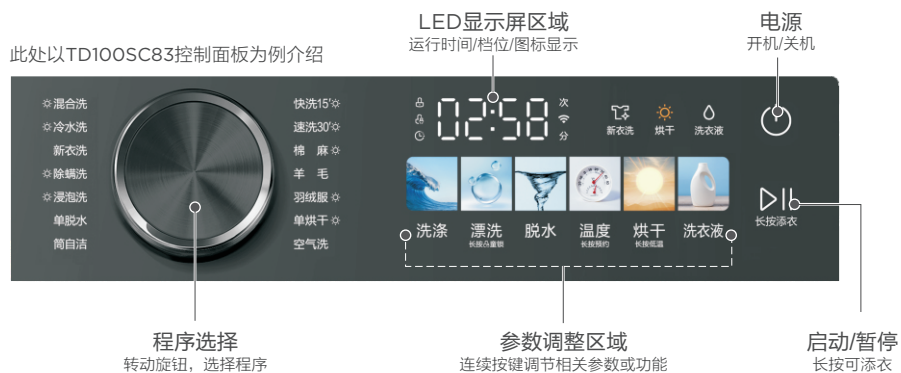 LED显示屏区域
运行时间/档位/图标显示
电源
开机/关机
此处以TD100SC83控制面板为例介绍
混合洗
冷水洗
新衣洗
除螨洗
浸泡洗
单脱水
筒自洁
快洗15'
速洗30'
棉 麻
羊 毛
羽绒服
单烘干
空气洗
02:58
次
分
新衣洗 烘干 洗衣液
洗涤 漂洗 脱水 温度 烘干 洗衣液
长按儿童锁 长按预约 长按低温
长按添衣
程序选择
转动旋钮，选择程序
参数调整区域
连续按键调节相关参数或功能
启动/暂停
长按可添衣